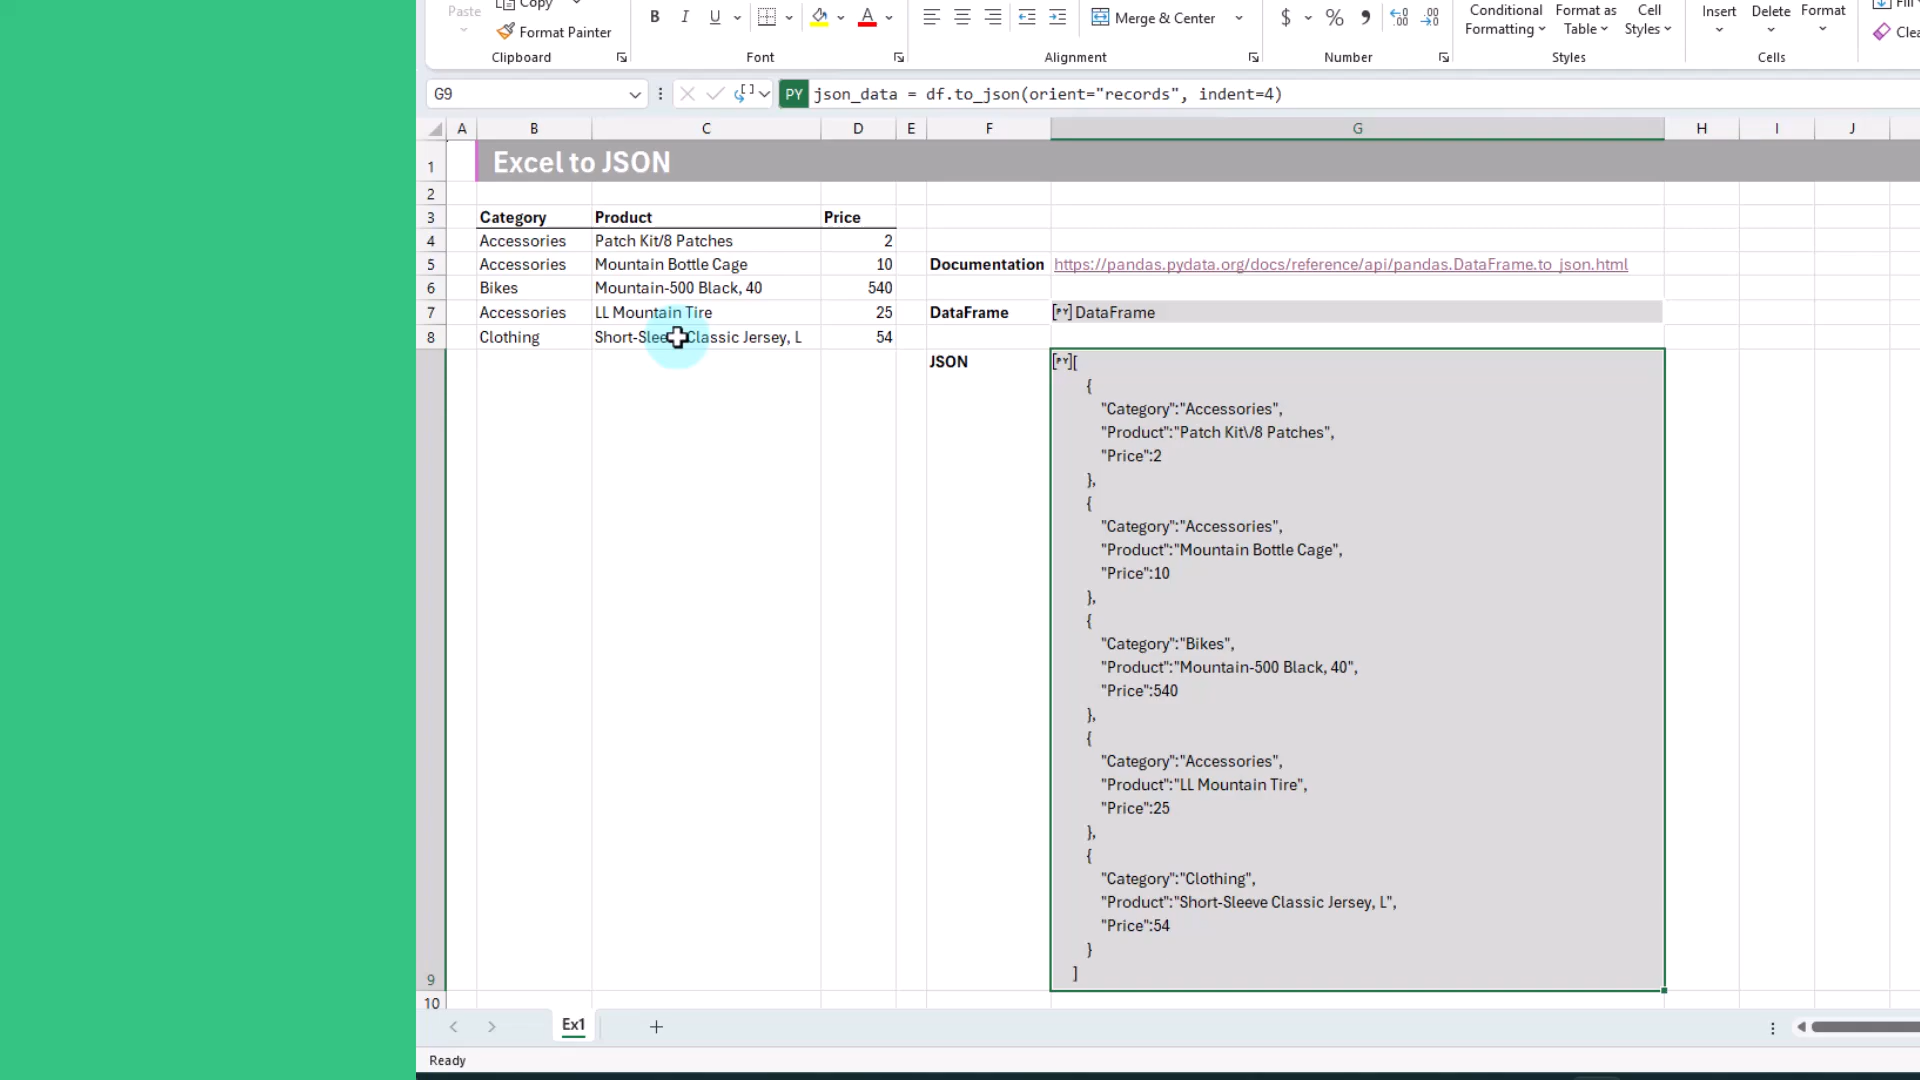 Paste
Copy
Format Painter
Clipboard
B I U
A
Font
Merge & Center
Alignment
$ % 9
Number
Conditional Formatting
Format as Table
Cell Styles
Styles
Insert
Delete
Format
Cells
G9
PY
json_data = df.to_json(orient="records", indent=4)
A B C D E F G H I J
1 Excel to JSON
2
3 Category Product Price
4 Accessories Patch Kit/8 Patches 2
5 Accessories Mountain Bottle Cage 10 Documentation https://pandas.pydata.org/docs/reference/api/pandas.DataFrame.to_json.html
6 Bikes Mountain-500 Black, 40 540
7 Accessories LL Mountain Tire 25 DataFrame [PY] DataFrame
8 Clothing Short-Slee Classic Jersey, L 54
JSON [PY][
{
"Category":"Accessories",
"Product":"Patch Kit\/8 Patches",
"Price":2
},
{
"Category":"Accessories",
"Product":"Mountain Bottle Cage",
"Price":10
},
{
"Category":"Bikes",
"Product":"Mountain-500 Black, 40",
"Price":540
},
{
"Category":"Accessories",
"Product":"LL Mountain Tire",
"Price":25
},
{
"Category":"Clothing",
"Product":"Short-Sleeve Classic Jersey, L",
"Price":54
}
9 ]
10
Ex1
Ready